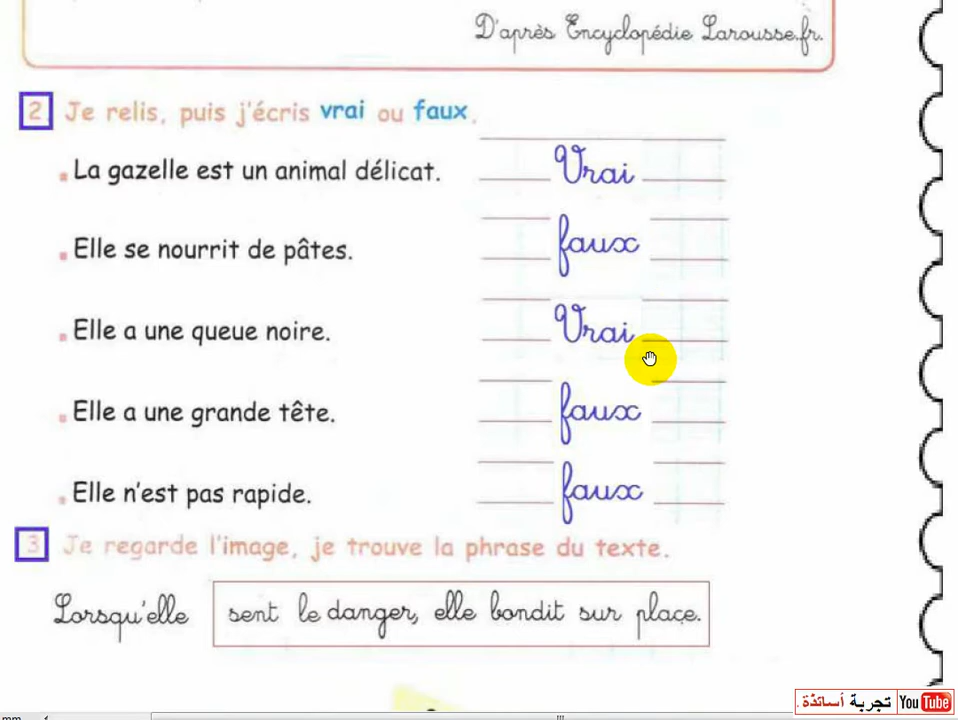 D'après Encyclopédie Larousse.fr.
2 Je relis, puis j'écris vrai ou faux.
La gazelle est un animal délicat. Vrai
Elle se nourrit de pâtes. faux
Elle a une queue noire. Vrai
Elle a une grande tête. faux
Elle n'est pas rapide. faux
3 Je regarde l'image, je trouve la phrase du texte.
Lorsqu'elle sent le danger, elle bondit sur place.
تجربة أساتذة. YouTube
mm